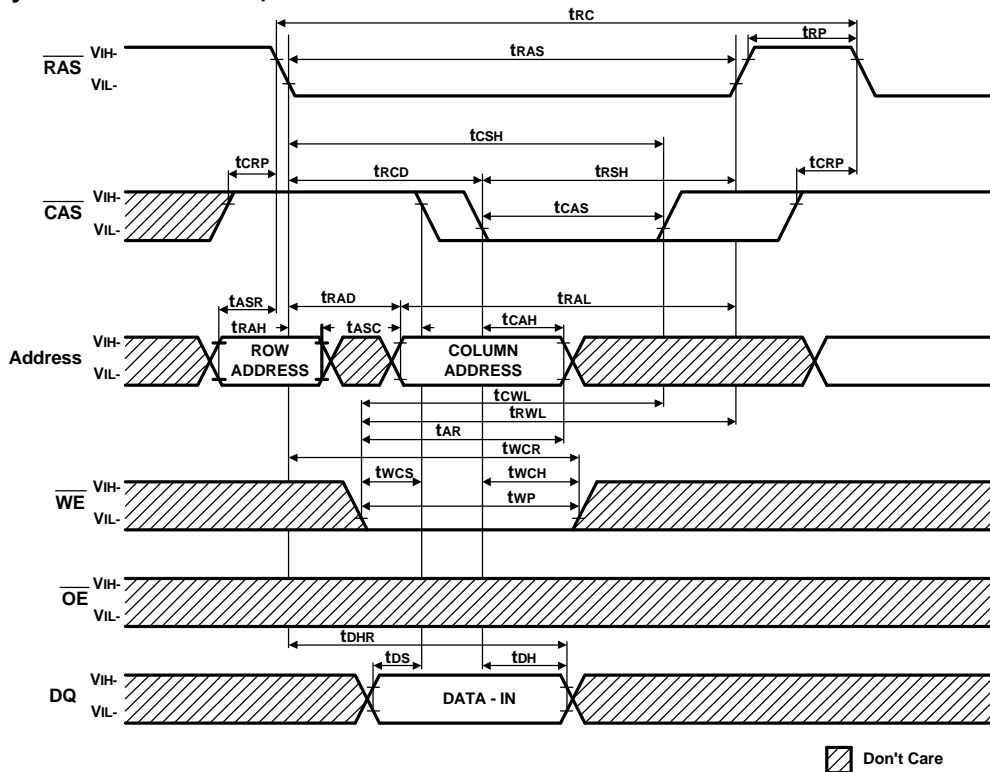 tRC
tRP
RAS VIH-
VIL-
tRAS
tCSH
tCRP
tRCD
tRSH
tCRP
CAS VIH-
VIL-
tCAS
tASR
tRAD
tRAL
tRAH
tASC
tCAH
Address VIH-
VIL-
ROW
ADDRESS
COLUMN
ADDRESS
tCWL
tRWL
tAR
tWCR
tWCS
tWCH
WE VIH-
VIL-
tWP
OE VIH-
VIL-
tDHR
tDS
tDH
DQ VIH-
VIL-
DATA - IN
Don't Care